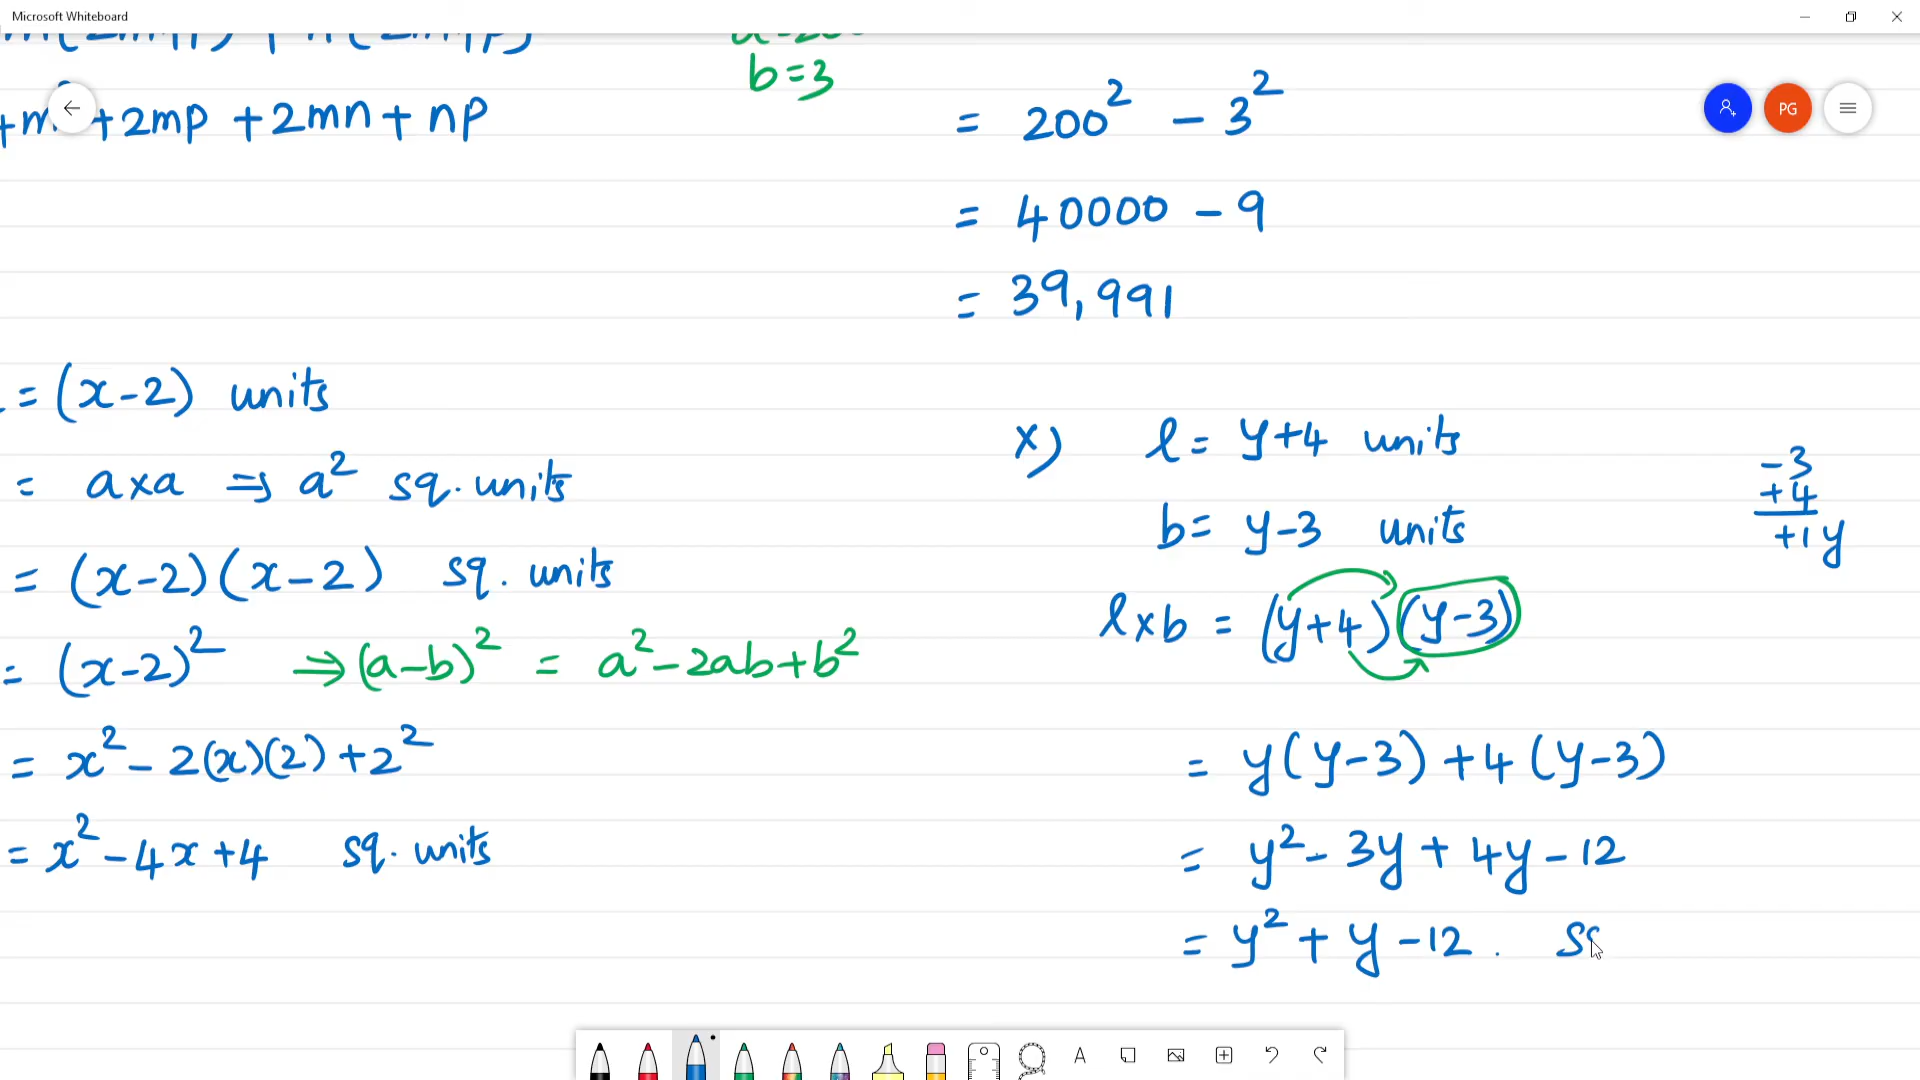 Microsoft Whiteboard
+2mp +2mn + np
b=3
= 200² - 3²
= 40000 - 9
= 39,991
PG
= (x-2) units
= axa ⇒ a² sq. units
= (x-2)(x-2) sq. units
= (x-2)² ⇒ (a-b)² = a²-2ab+b²
= x² - 2(x)(2) +2²
= x² -4x +4 sq. units
x) l = y+4 units
b = y-3 units
-3
+4
+1y
l x b = (y+4)(y-3)
= y(y-3) +4 (y-3)
= y² - 3y + 4y - 12
= y² + y -12 .
A